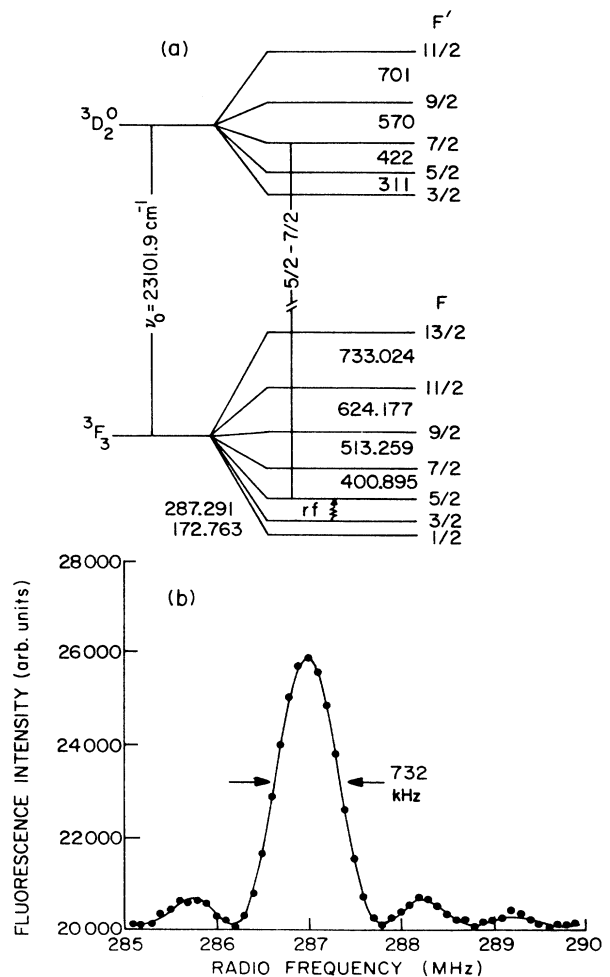 (a)
F'
11/2
701
9/2
570
³D₂⁰
7/2
422
5/2
311
3/2
ν₀ = 23101.9 cm⁻¹
5/2 - 7/2
F
13/2
733.024
11/2
624.177
³F₃
9/2
513.259
7/2
400.895
5/2
287.291
rf
3/2
172.763
1/2
(b)
FLUORESCENCE INTENSITY (arb. units)
28000
26000
24000
22000
20000
732
kHz
285 286 287 288 289 290
RADIO FREQUENCY (MHz)